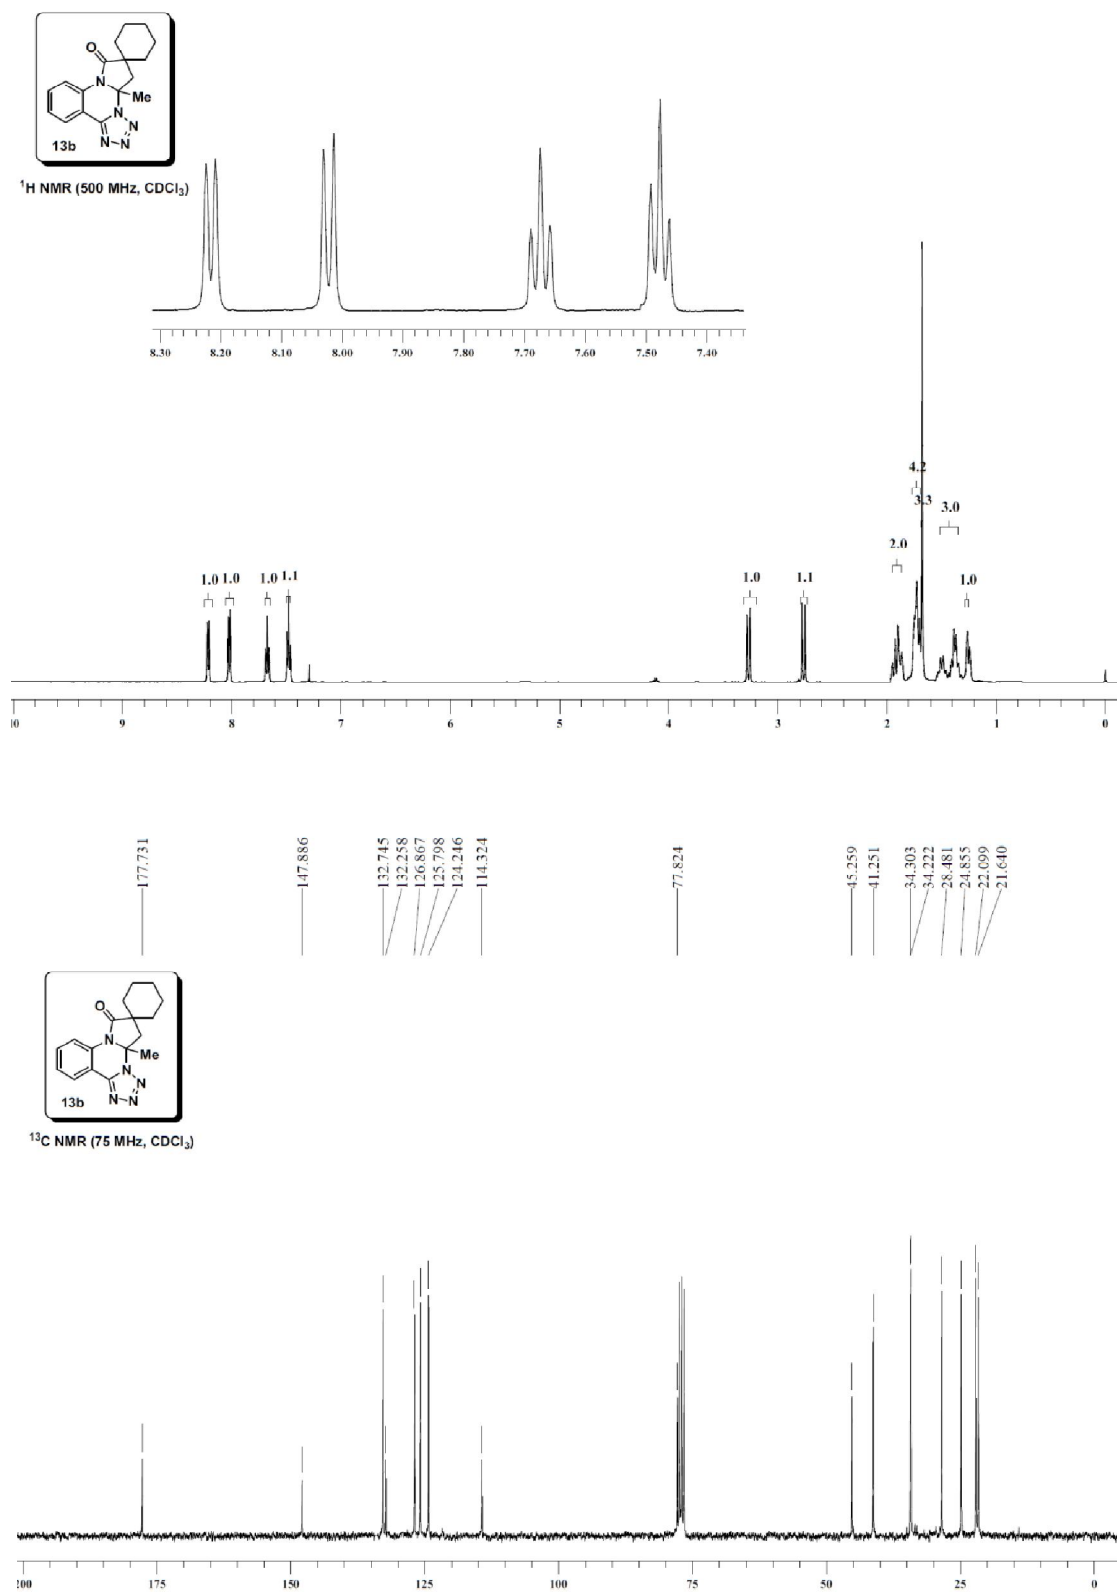 O
N
Me
N
N
N
N
13b
¹H NMR (500 MHz, CDCl₃)
8.30 8.20 8.10 8.00 7.90 7.80 7.70 7.60 7.50 7.40
4.2
3.3
3.0
2.0
1.0 1.0 1.0 1.1 1.0 1.1 1.0
10 9 8 7 6 5 4 3 2 1 0
177.731 147.886 132.745 132.258 126.867 125.798 124.246 114.324 77.824 45.259 41.251 34.303 34.222 28.481 24.855 22.099 21.640
O
N
Me
N
N
N
N
13b
¹³C NMR (75 MHz, CDCl₃)
200 175 150 125 100 75 50 25 0